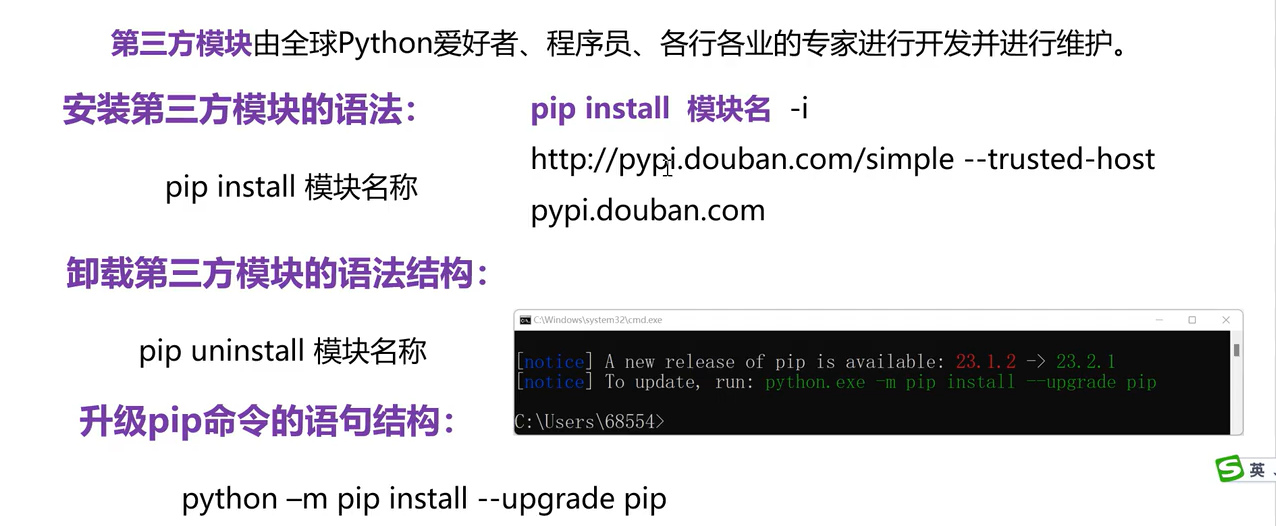 第三方模块由全球Python爱好者、程序员、各行各业的专家进行开发并进行维护。
安装第三方模块的语法：
pip install 模块名称
pip install 模块名 -i
http://pypi.douban.com/simple --trusted-host
pypi.douban.com
卸载第三方模块的语法结构：
pip uninstall 模块名称
C:\Windows\system32\cmd.exe
[notice] A new release of pip is available: 23.1.2 -> 23.2.1
[notice] To update, run: python.exe -m pip install --upgrade pip
C:\Users\68554>
升级pip命令的语句结构：
python –m pip install --upgrade pip
英